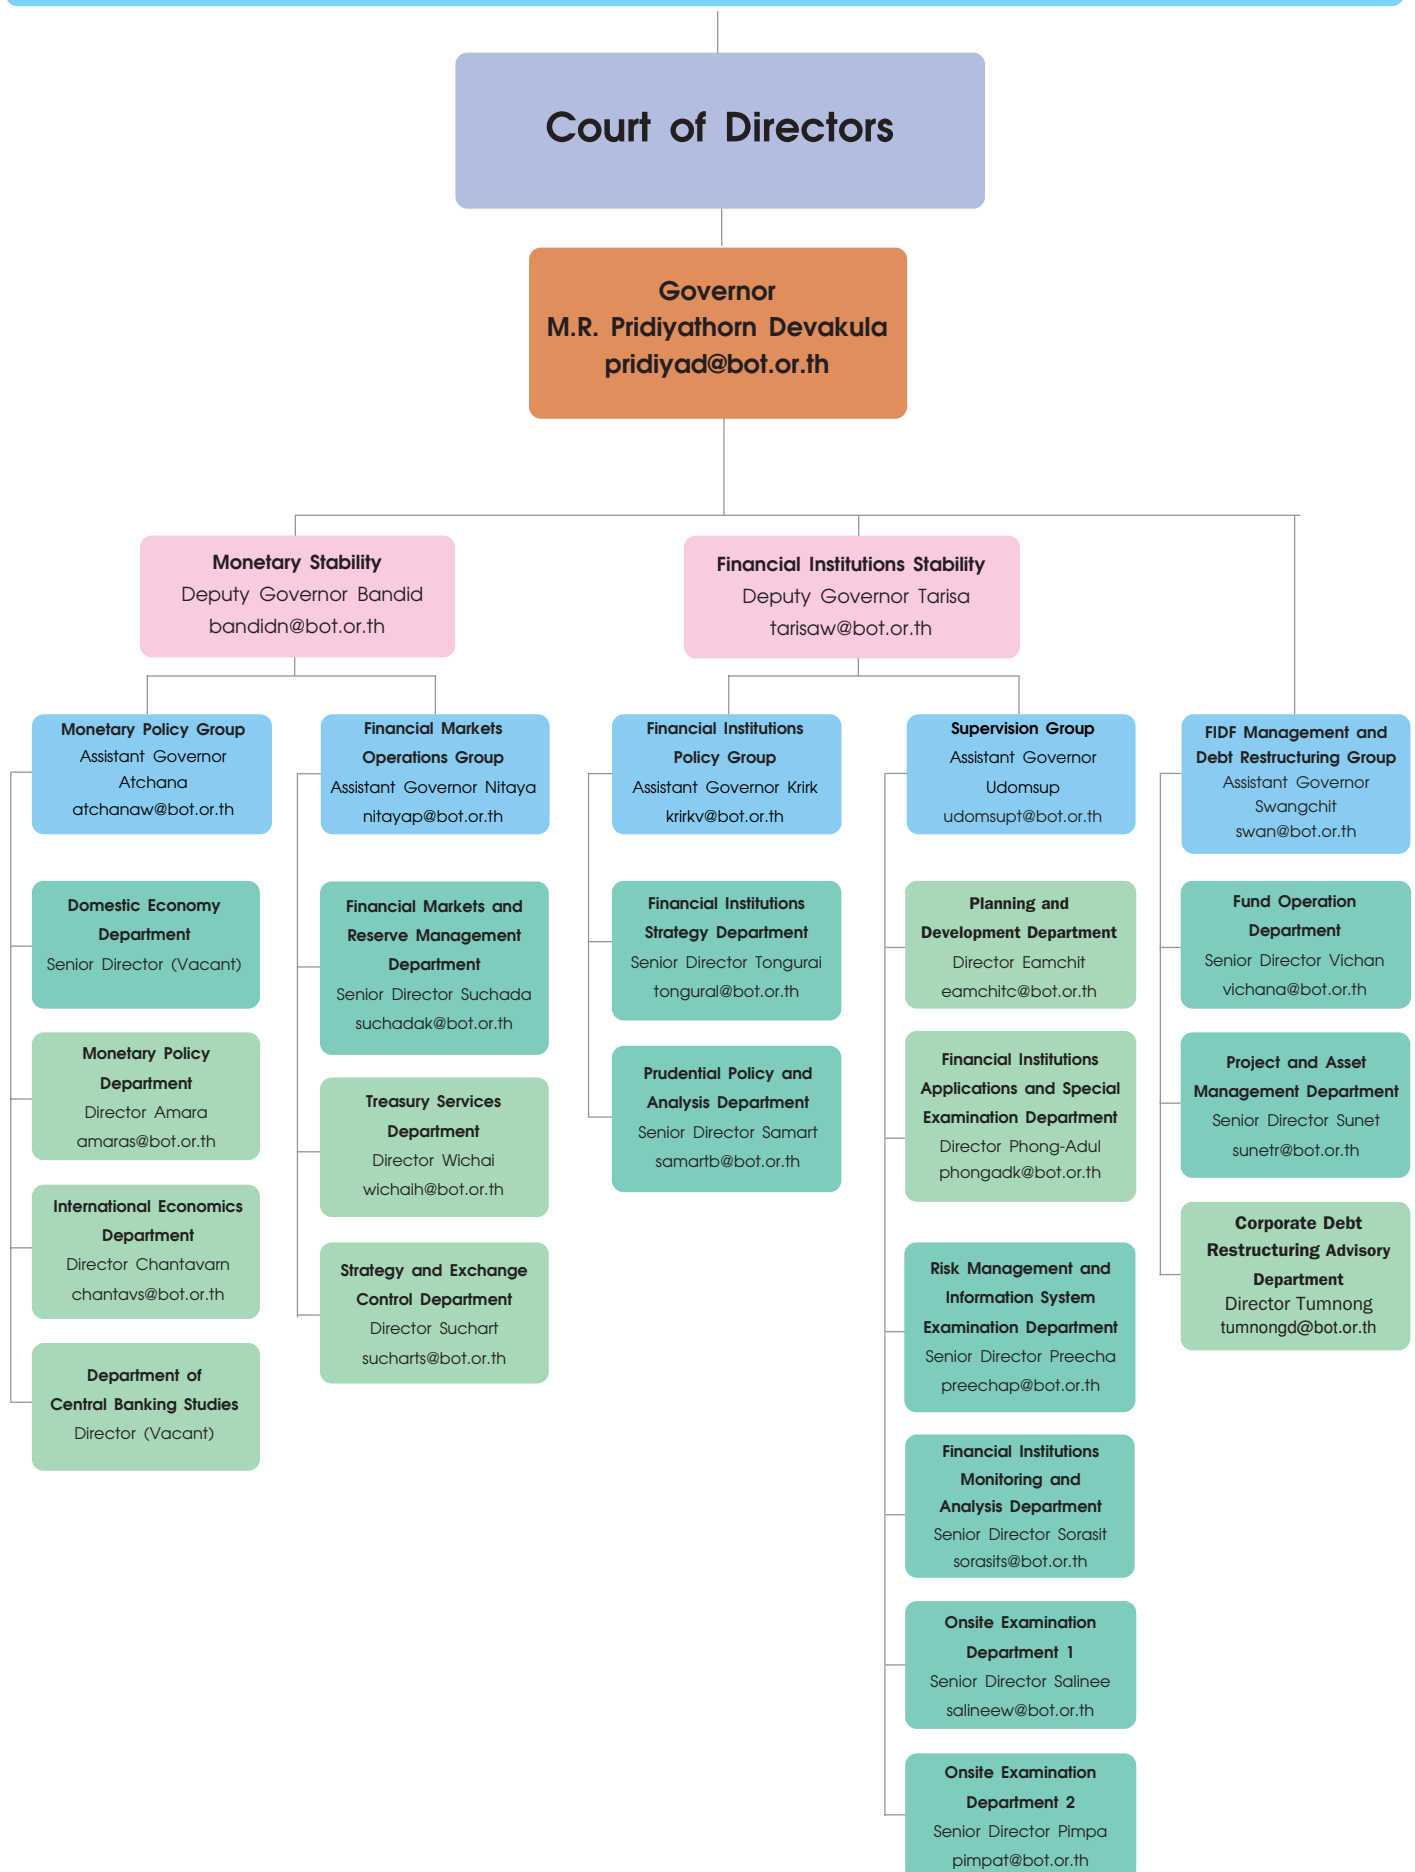 Court of Directors
Governor
M.R. Pridiyathorn Devakula
pridiyad@bot.or.th
Monetary Stability
Deputy Governor Bandid
bandidn@bot.or.th
Financial Institutions Stability
Deputy Governor Tarisa
tarisaw@bot.or.th
Monetary Policy Group
Assistant Governor
Atchana
atchanaw@bot.or.th
Domestic Economy
Department
Senior Director (Vacant)
Monetary Policy
Department
Director Amara
amaras@bot.or.th
International Economics
Department
Director Chantavarn
chantavs@bot.or.th
Department of
Central Banking Studies
Director (Vacant)
Financial Markets
Operations Group
Assistant Governor Nitaya
nitayap@bot.or.th
Financial Markets and
Reserve Management
Department
Senior Director Suchada
suchadak@bot.or.th
Treasury Services
Department
Director Wichai
wichaih@bot.or.th
Strategy and Exchange
Control Department
Director Suchart
sucharts@bot.or.th
Financial Institutions
Policy Group
Assistant Governor Krirk
krirkv@bot.or.th
Financial Institutions
Strategy Department
Senior Director Tongurai
tongural@bot.or.th
Prudential Policy and
Analysis Department
Senior Director Samart
samartb@bot.or.th
Supervision Group
Assistant Governor
Udomsup
udomsupt@bot.or.th
Planning and
Development Department
Director Eamchit
eamchitc@bot.or.th
Financial Institutions
Applications and Special
Examination Department
Director Phong-Adul
phongadk@bot.or.th
Risk Management and
Information System
Examination Department
Senior Director Preecha
preechap@bot.or.th
Financial Institutions
Monitoring and
Analysis Department
Senior Director Sorasit
sorasits@bot.or.th
Onsite Examination
Department 1
Senior Director Salinee
salineew@bot.or.th
Onsite Examination
Department 2
Senior Director Pimpa
pimpat@bot.or.th
FIDF Management and
Debt Restructuring Group
Assistant Governor
Swangchit
swan@bot.or.th
Fund Operation
Department
Senior Director Vichan
vichana@bot.or.th
Project and Asset
Management Department
Senior Director Sunet
sunetr@bot.or.th
Corporate Debt
Restructuring Advisory
Department
Director Tumnong
tumnongd@bot.or.th